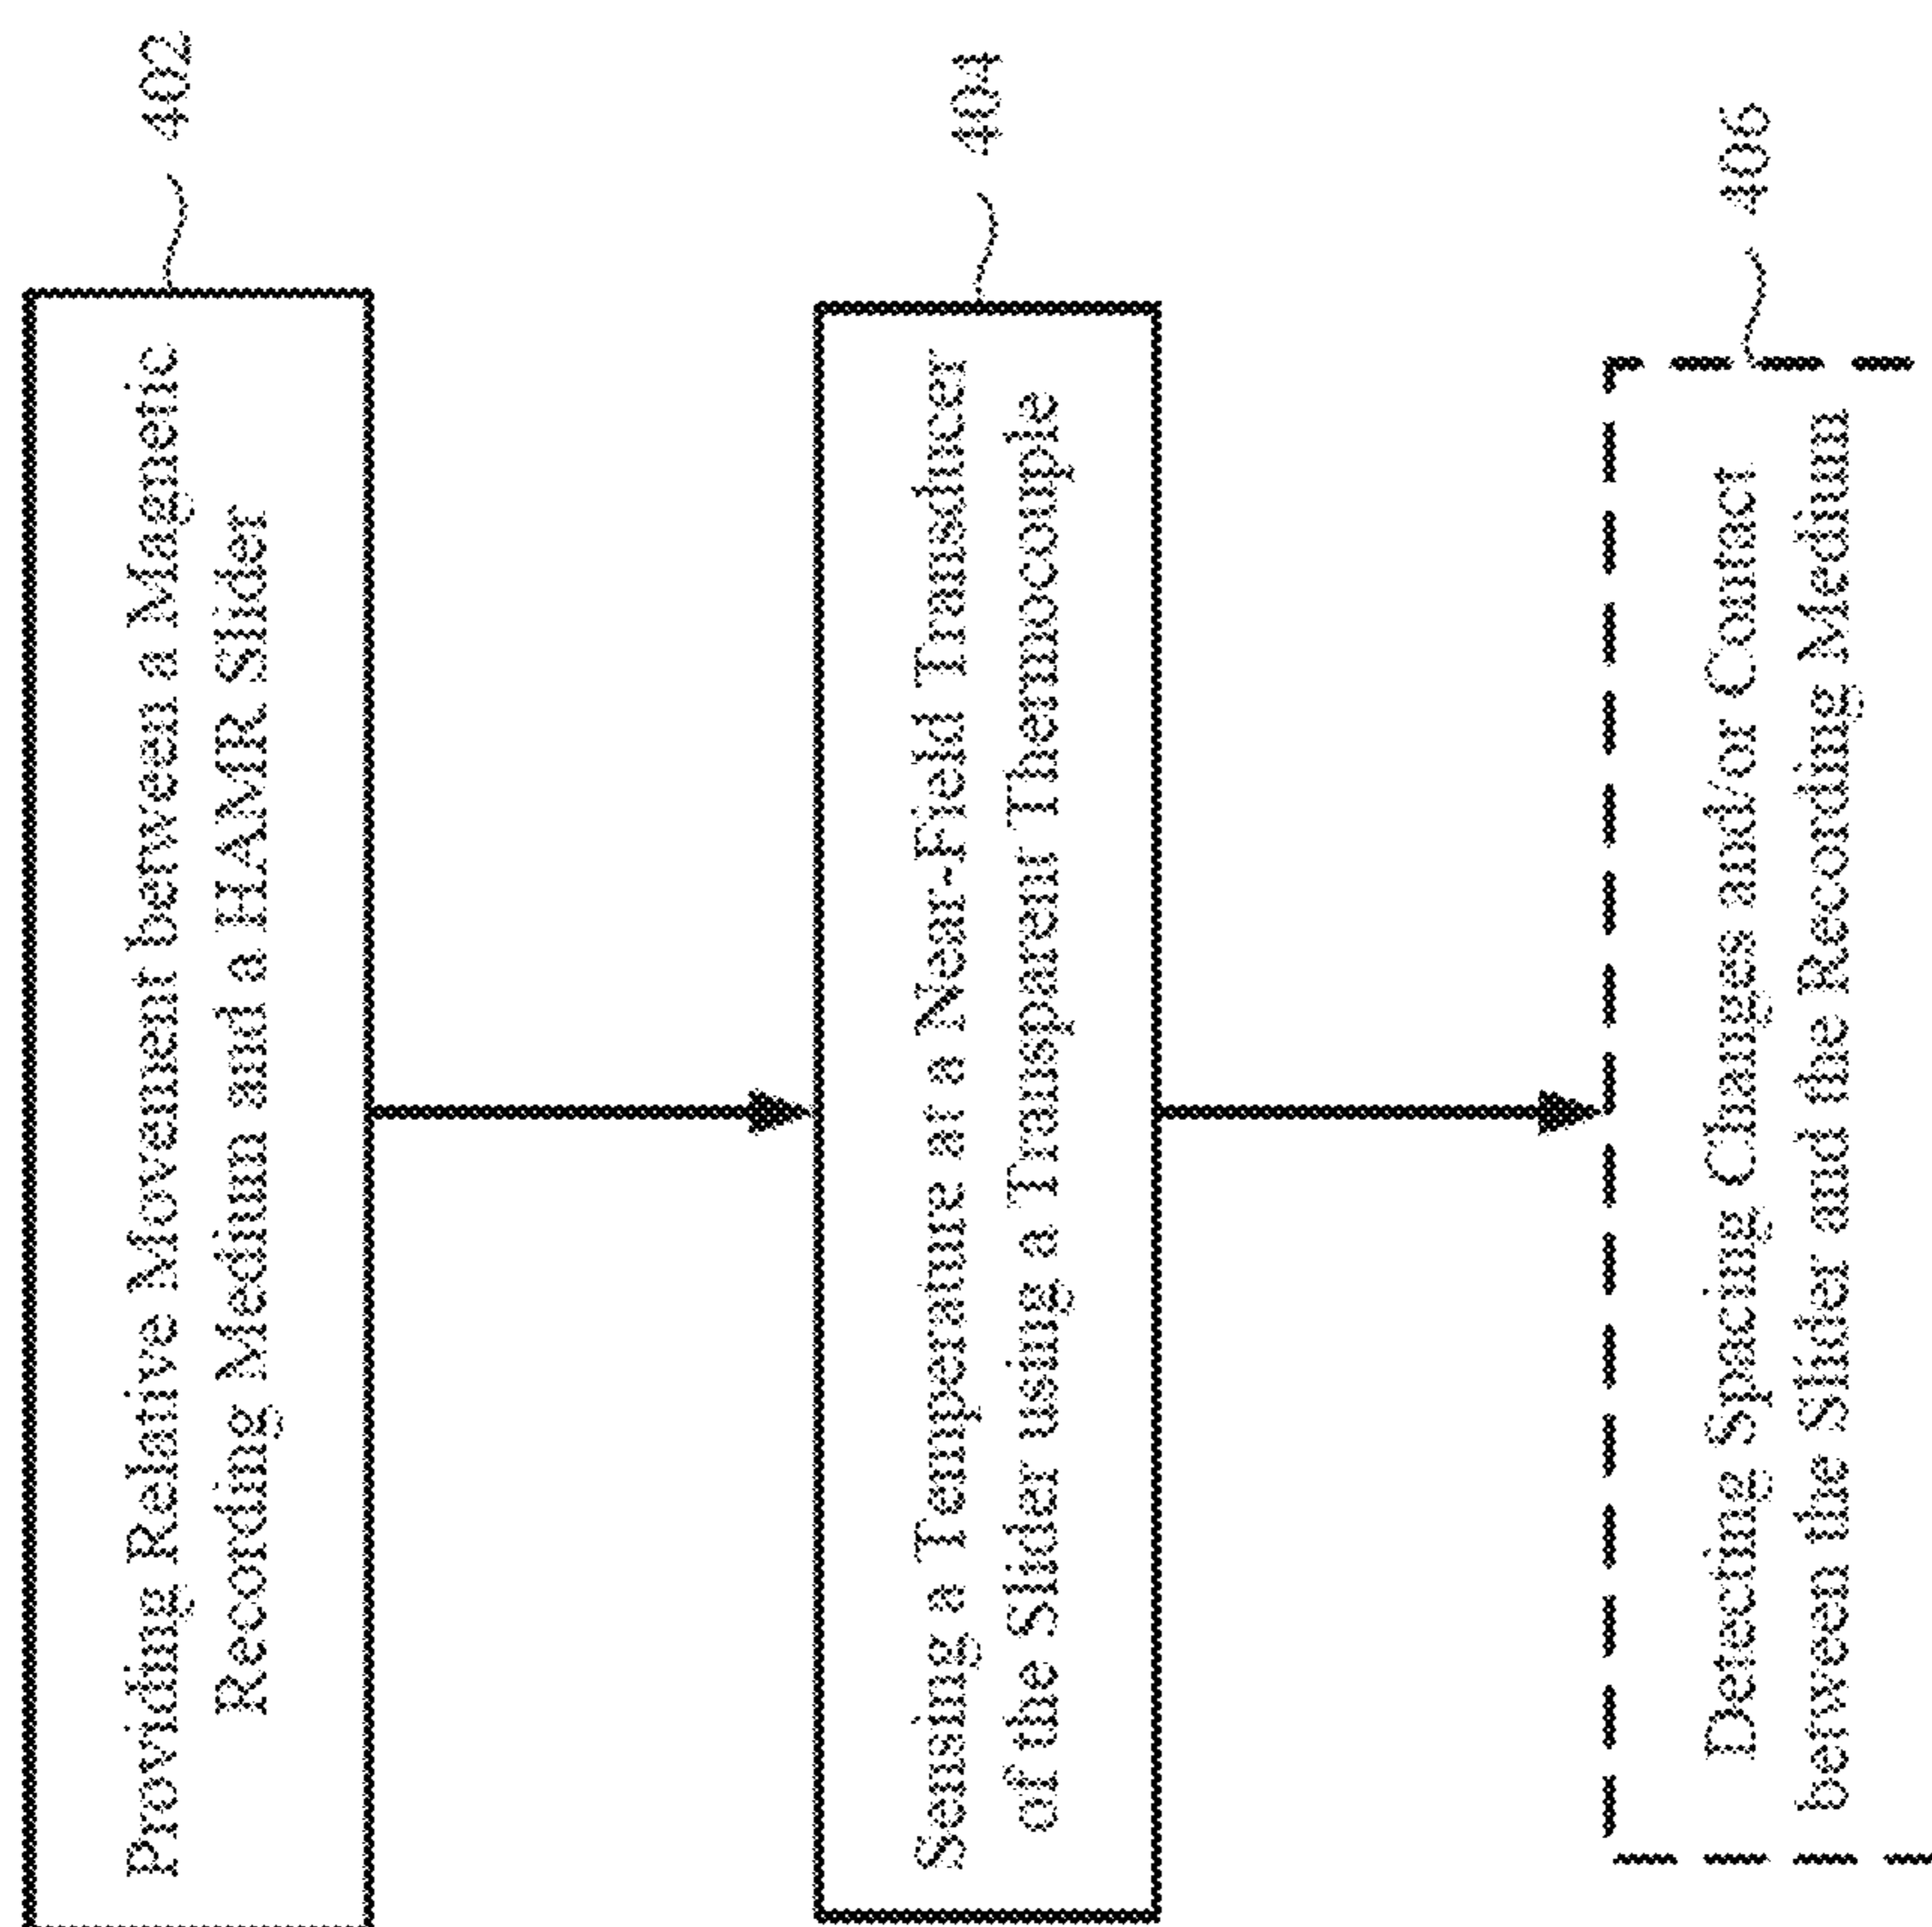 Providing Relative Movement between a Magnetic
Recording Medium and a HAMR Slider
402
Sensing a Temperature at a Near-Field Transducer
of the Slider using a Transparent Thermocouple
404
Detecting Spacing Changes and/or Contact
between the Slider and the Recording Medium
406